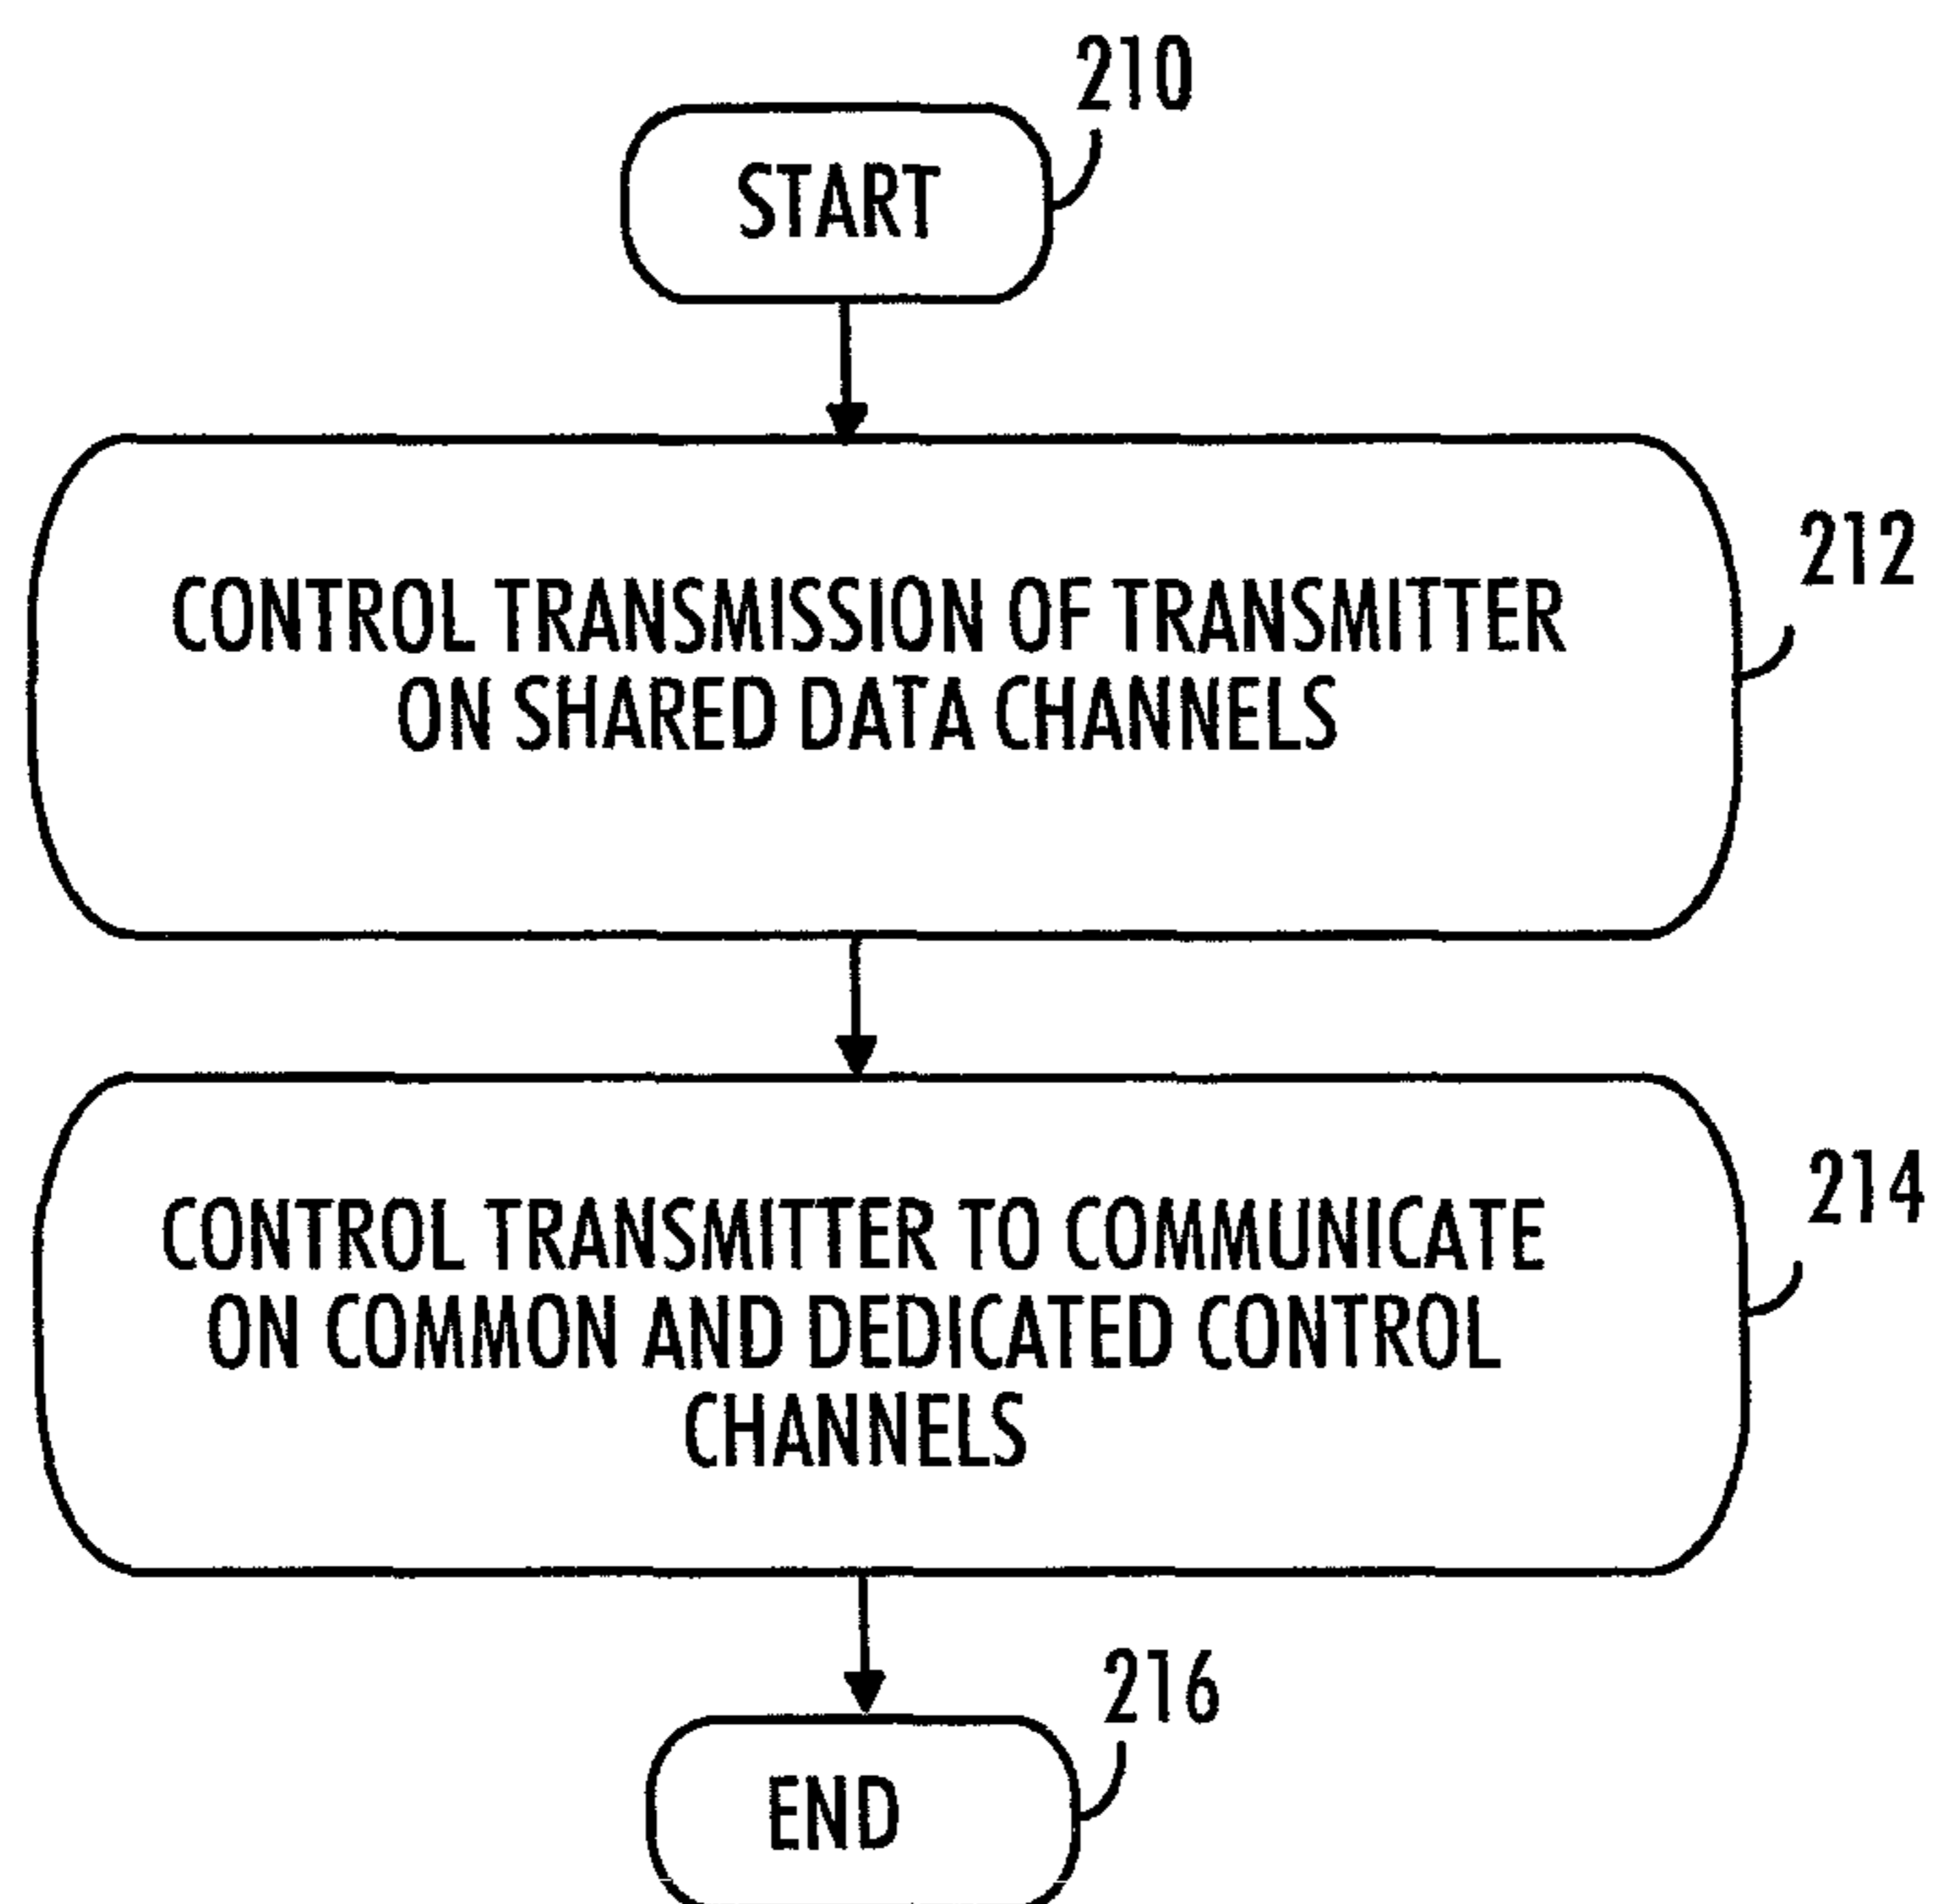 210
START
212
CONTROL TRANSMISSION OF TRANSMITTER
ON SHARED DATA CHANNELS
214
CONTROL TRANSMITTER TO COMMUNICATE
ON COMMON AND DEDICATED CONTROL
CHANNELS
216
END